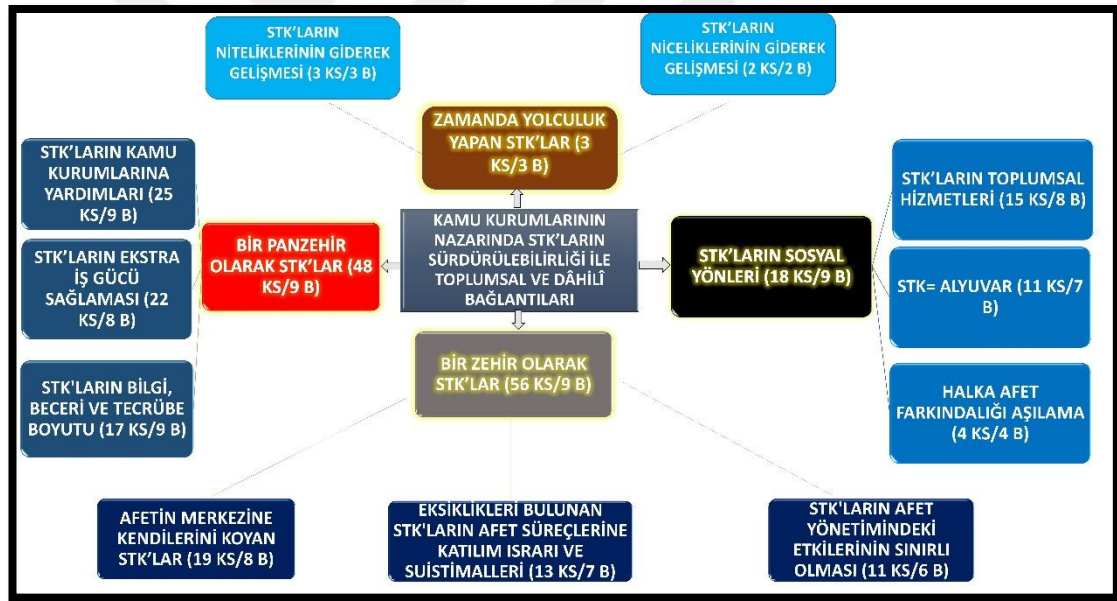 STK'LARIN
NİTELİKLERİNİN GİDEREK
GELİŞMESİ (3 KS/3 B)
STK'LARIN
NİCELİKLERİNİN GİDEREK
GELİŞMESİ (2 KS/2 B)
ZAMANDA YOLCULUK
YAPAN STK'LAR (3
KS/3 B)
STK'LARIN KAMU
KURUMLARINA
YARDIMLARI (25
KS/9 B)
STK'LARIN EKSTRA
İŞ GÜCÜ
SAĞLAMASI (22
KS/8 B)
STK'LARIN BİLGİ,
BECERİ VE TECRÜBE
BOYUTU (17 KS/9 B)
BİR PANZEHİR
OLARAK STK'LAR (48
KS/9 B)
KAMU KURUMLARININ
NAZARINDA STK'LARIN
SÜRDÜRÜLEBİLİRLİĞİ İLE
TOPLUMSAL VE DÂHİLÎ
BAĞLANTILARI
STK'LARIN SOSYAL
YÖNLERİ (18 KS/9 B)
STK'LARIN TOPLUMSAL
HİZMETLERİ (15 KS/8 B)
STK= ALYUVAR (11 KS/7
B)
HALKA AFET
FARKINDALIĞI AŞILAMA
(4 KS/4 B)
BİR ZEHİR OLARAK
STK'LAR (56 KS/9 B)
AFETİN MERKEZİNE
KENDİLERİNİ KOYAN
STK'LAR (19 KS/8 B)
EKSİKLİKLERİ BULUNAN
STK'LARIN AFET SÜREÇLERİNE
KATILIM ISRARI VE
SUİSTİMALLERİ (13 KS/7 B)
STK'LARIN AFET
YÖNETİMİNDEKİ
ETKİLERİNİN SINIRLI
OLMASI (11 KS/6 B)